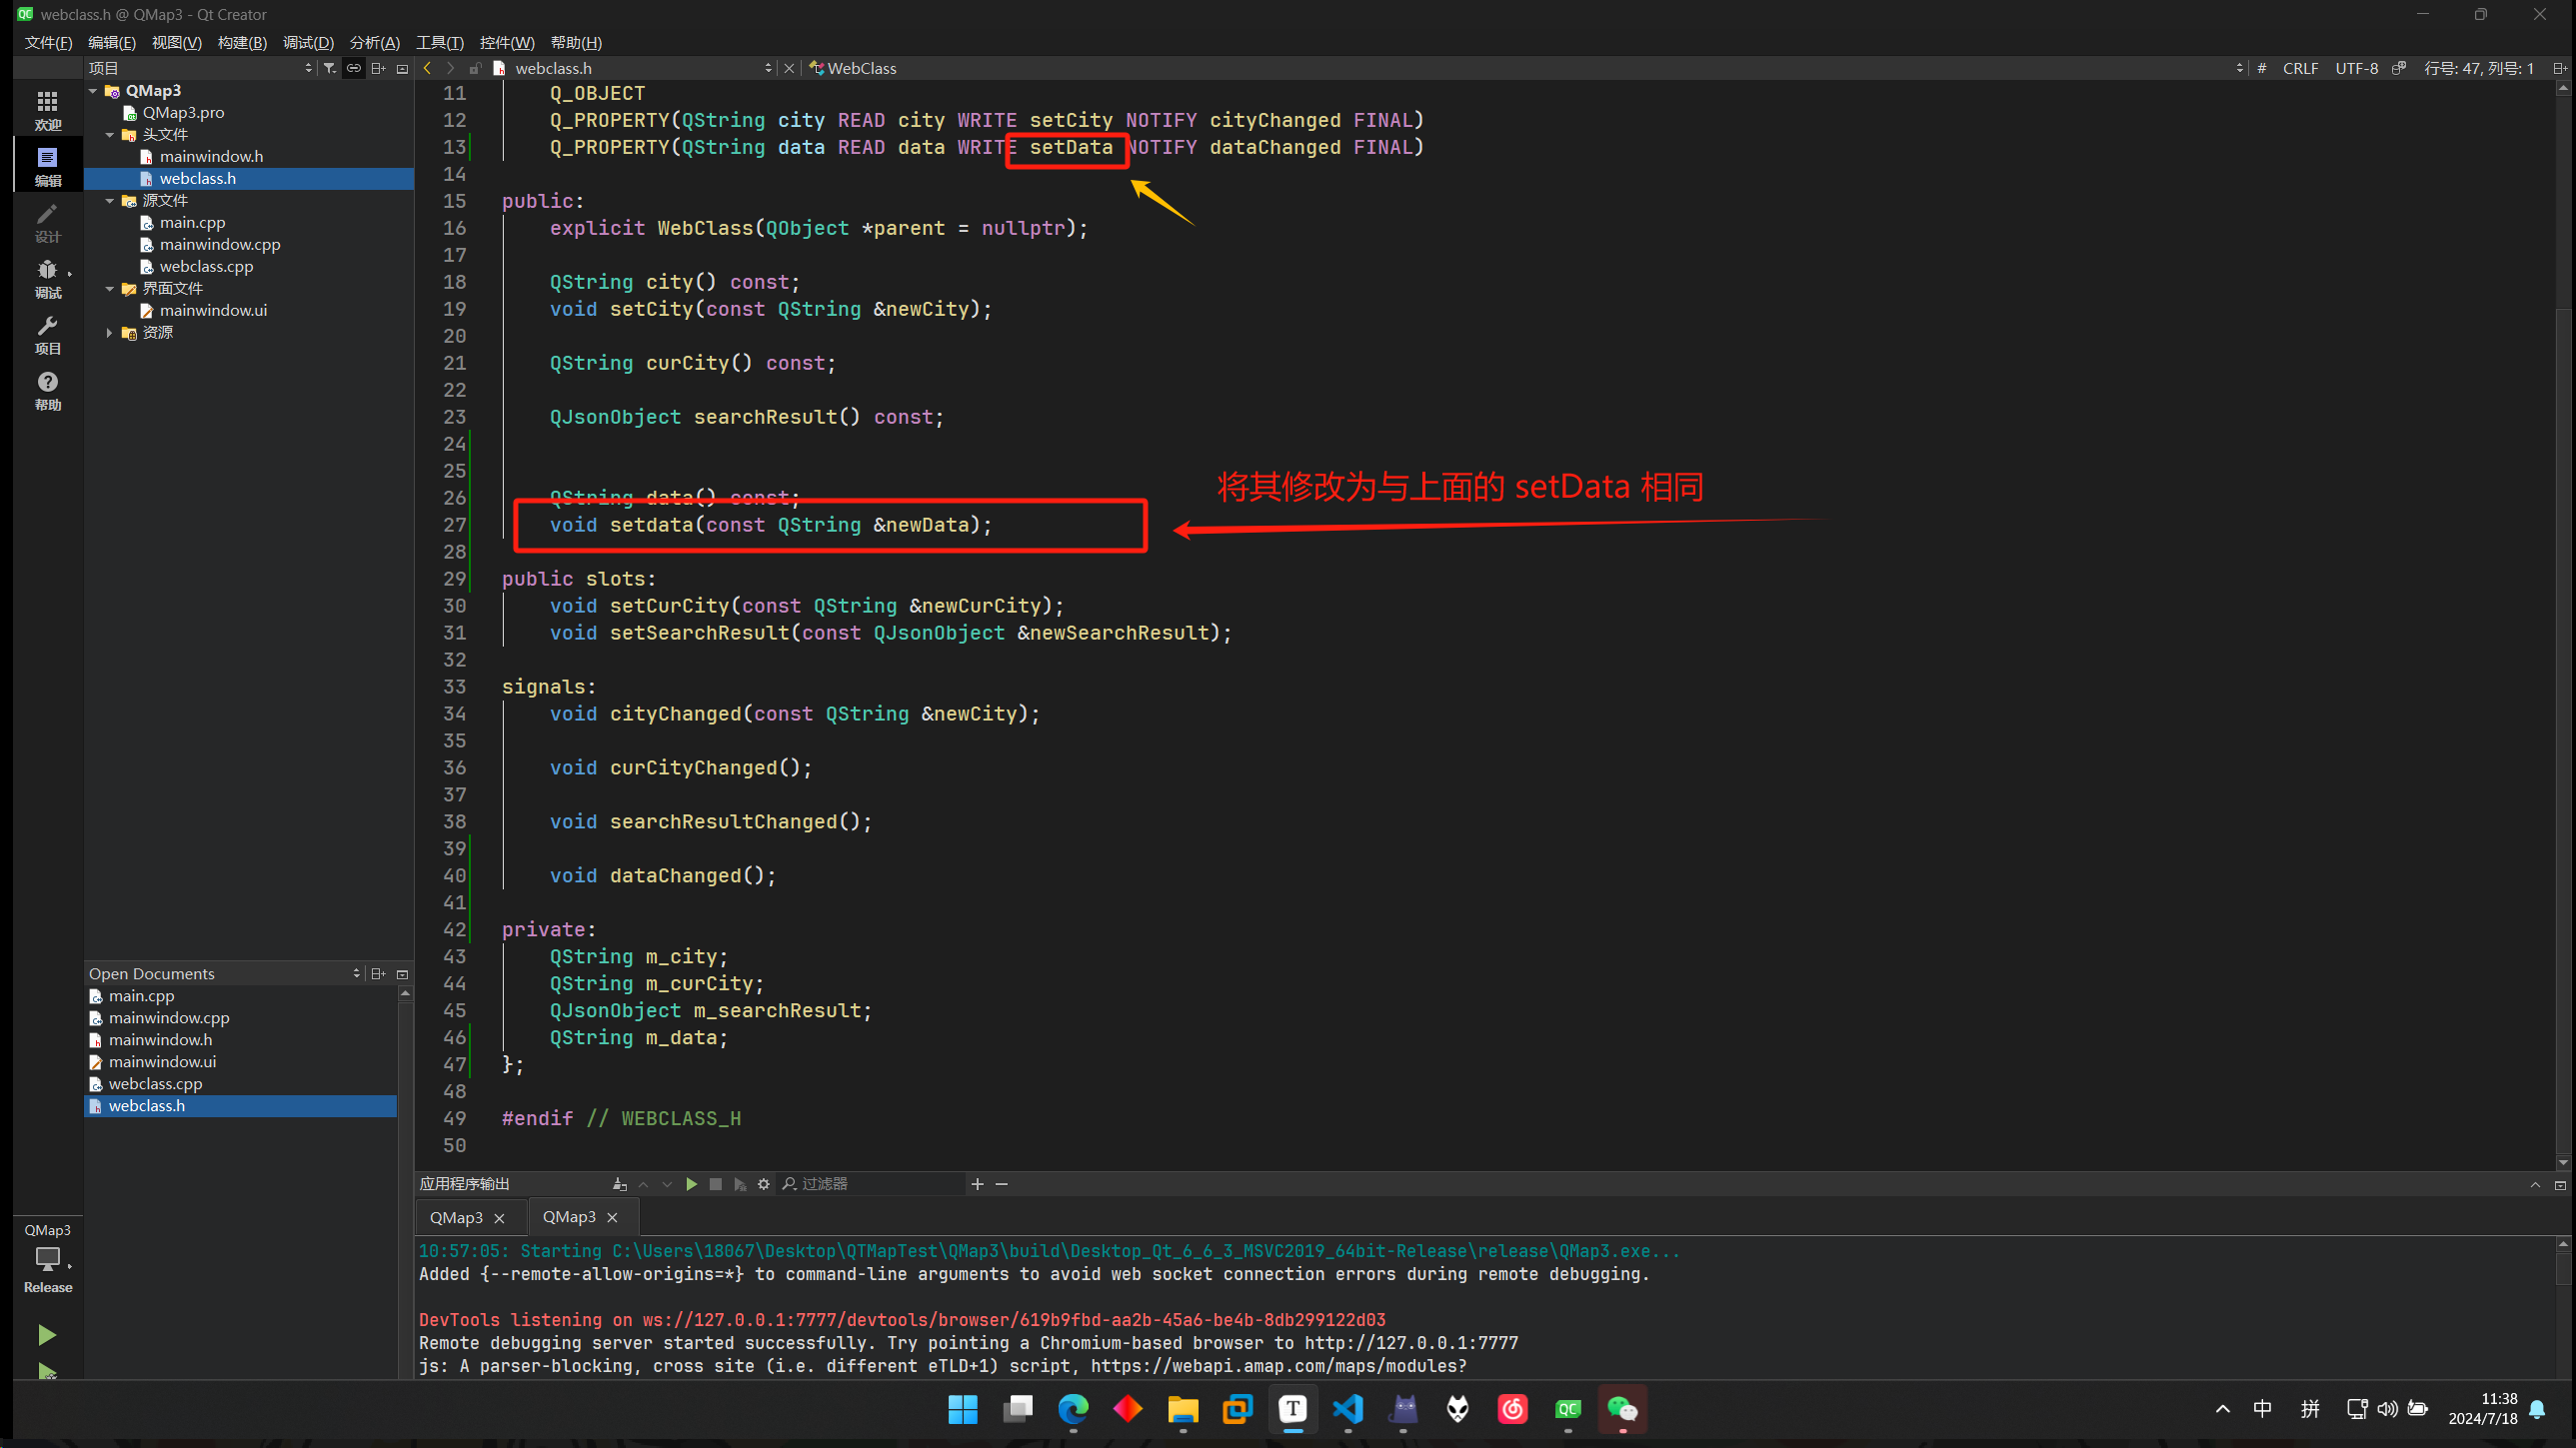 webclass.h @ QMap3 - Qt Creator
文件(F) 编辑(E) 视图(V) 构建(B) 调试(D) 分析(A) 工具(T) 控件(W) 帮助(H)
项目
webclass.h
WebClass
# CRLF UTF-8 行号: 47, 列号: 1
欢迎
编辑
设计
调试
项目
帮助
QMap3
QMap3.pro
头文件
mainwindow.h
webclass.h
源文件
main.cpp
mainwindow.cpp
webclass.cpp
界面文件
mainwindow.ui
资源
11 Q_OBJECT
12 Q_PROPERTY(QString city READ city WRITE setCity NOTIFY cityChanged FINAL)
13 Q_PROPERTY(QString data READ data WRITE setData NOTIFY dataChanged FINAL)
14
15 public:
16 explicit WebClass(QObject *parent = nullptr);
17
18 QString city() const;
19 void setCity(const QString &newCity);
20
21 QString curCity() const;
22
23 QJsonObject searchResult() const;
24
25
26 QString data() const;
27 void setdata(const QString &newData);
28
29 public slots:
30 void setCurCity(const QString &newCurCity);
31 void setSearchResult(const QJsonObject &newSearchResult);
32
33 signals:
34 void cityChanged(const QString &newCity);
35
36 void curCityChanged();
37
38 void searchResultChanged();
39
40 void dataChanged();
41
42 private:
43 QString m_city;
44 QString m_curCity;
45 QJsonObject m_searchResult;
46 QString m_data;
47 };
48
49 #endif // WEBCLASS_H
50
将其修改为与上面的 setData 相同
Open Documents
main.cpp
mainwindow.cpp
mainwindow.h
mainwindow.ui
webclass.cpp
webclass.h
QMap3
Release
应用程序输出
过滤器
QMap3
QMap3
10:57:05: Starting C:\Users\18067\Desktop\QTMapTest\QMap3\build\Desktop_Qt_6_6_3_MSVC2019_64bit-Release\release\QMap3.exe...
Added {--remote-allow-origins=*} to command-line arguments to avoid web socket connection errors during remote debugging.
DevTools listening on ws://127.0.0.1:7777/devtools/browser/619b9fbd-aa2b-45a6-be4b-8db299122d03
Remote debugging server started successfully. Try pointing a Chromium-based browser to http://127.0.0.1:7777
js: A parser-blocking, cross site (i.e. different eTLD+1) script, https://webapi.amap.com/maps/modules?
中
拼
11:38
2024/7/18